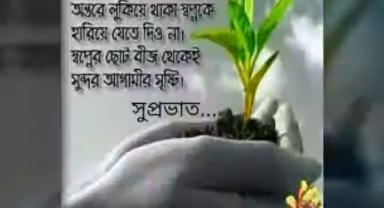 অন্তরে লুকিয়ে থাকা স্বপ্নকে
হারিয়ে যেতে দিও না।
স্বপ্নের ছোট বীজ থেকেই
সুন্দর আগামীর সৃষ্টি।
সুপ্রভাত...